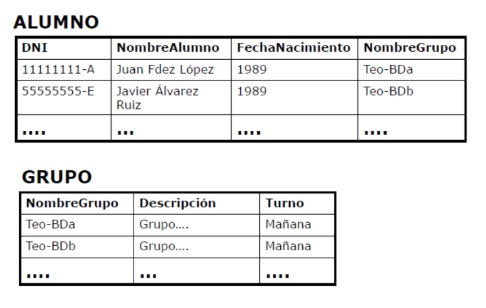 ALUMNO
DNI NombreAlumno FechaNacimiento NombreGrupo
11111111-A Juan Fdez López 1989 Teo-BDa
55555555-E Javier Álvarez Ruiz 1989 Teo-BDb
.... ... .... ....
GRUPO
NombreGrupo Descripción Turno
Teo-BDa Grupo.... Mañana
Teo-BDb Grupo.... Mañana
.... ... ....